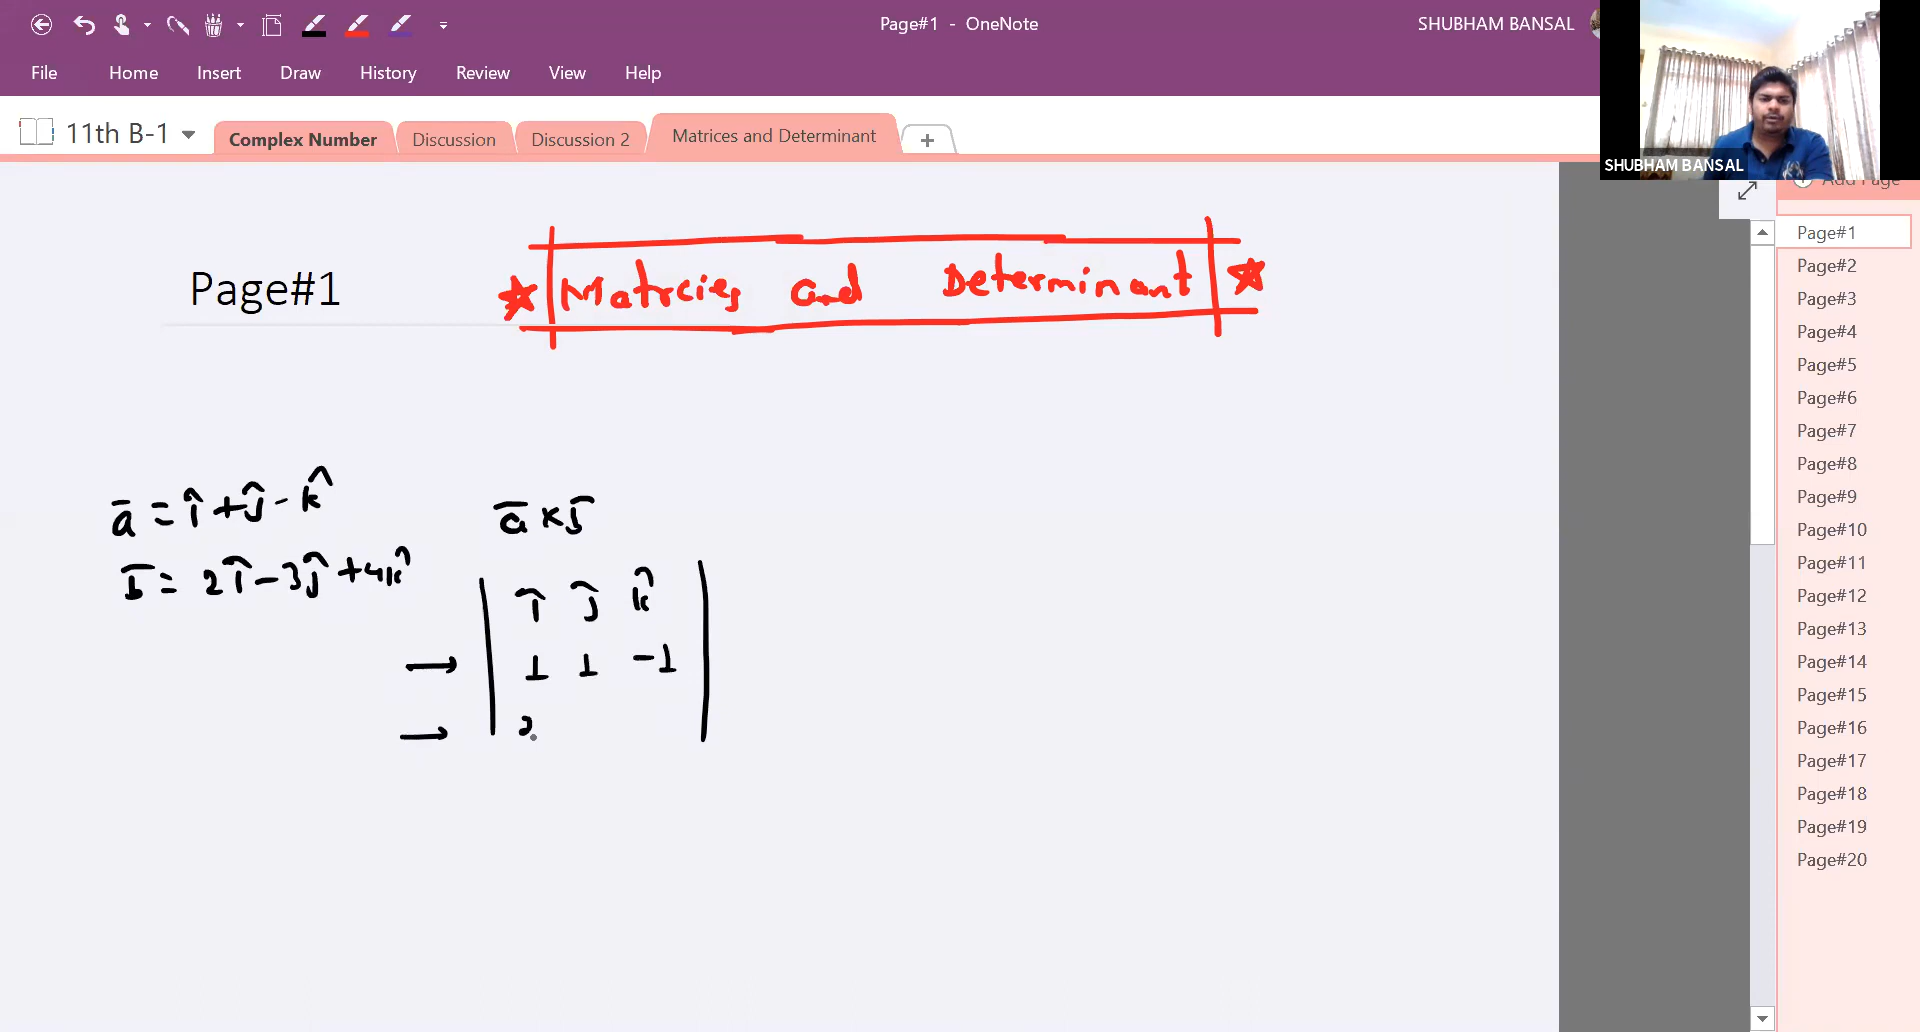 Page#1 - OneNote
SHUBHAM BANSAL
File Home Insert Draw History Review View Help
11th B-1
Complex Number
Discussion
Discussion 2
Matrices and Determinant
+
SHUBHAM BANSAL
Add Page
Page#1
Matrcies and Determinant
a̅ = î + ĵ - k̂
b̅ = 2î - 3ĵ + 4k̂
a̅ × b̅
î ĵ k̂
→ 1 1 -1
→ 2
Page#1
Page#2
Page#3
Page#4
Page#5
Page#6
Page#7
Page#8
Page#9
Page#10
Page#11
Page#12
Page#13
Page#14
Page#15
Page#16
Page#17
Page#18
Page#19
Page#20